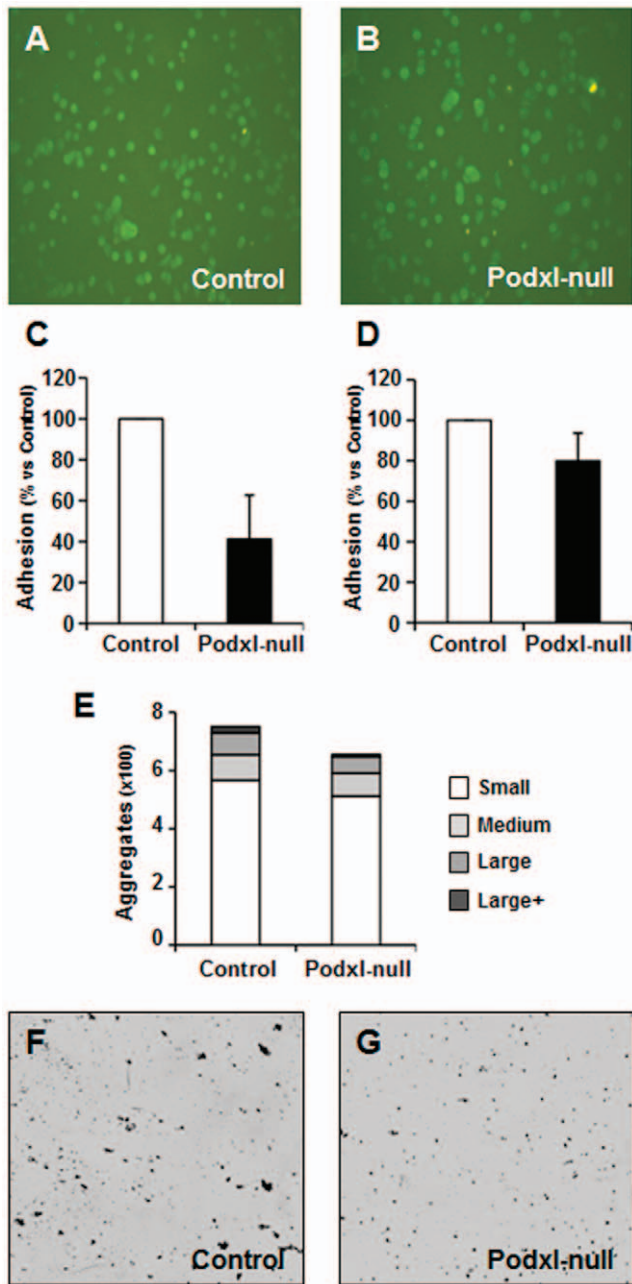 A
Control
B
Podxl-null
C
Adhesion (% vs Control)
120
100
80
60
40
20
0
Control Podxl-null
D
Adhesion (% vs Control)
120
100
80
60
40
20
0
Control Podxl-null
E
Aggregates (x100)
8
6
4
2
0
Control Podxl-null
Small
Medium
Large
Large+
F
Control
G
Podxl-null